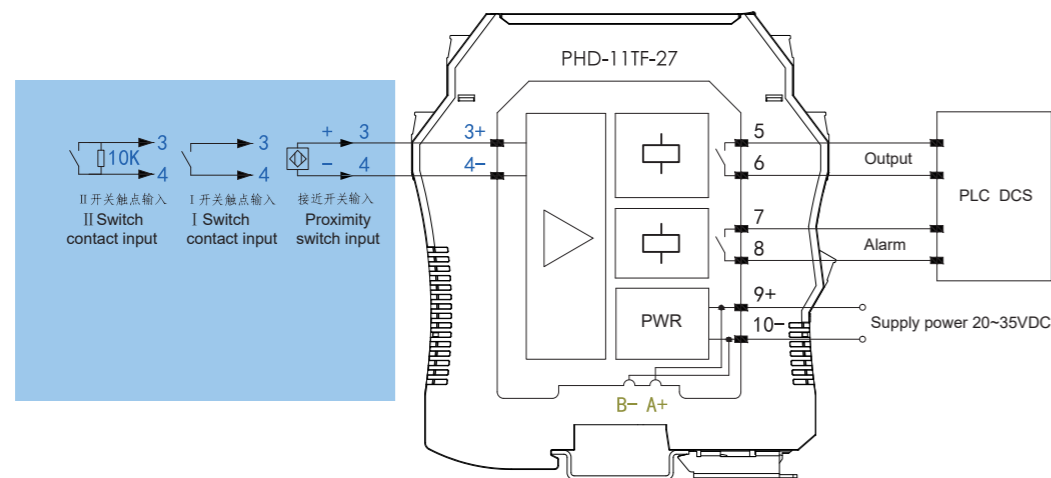 PHD-11TF-27
10K
3
4
3
4
+ 3
- 4
3+
4-
II开关触点输入
II Switch
contact input
I 开关触点输入
I Switch
contact input
接近开关输入
Proximity
switch input
5
6
Output
7
8
Alarm
PLC DCS
PWR
9+
10-
Supply power 20~35VDC
B- A+